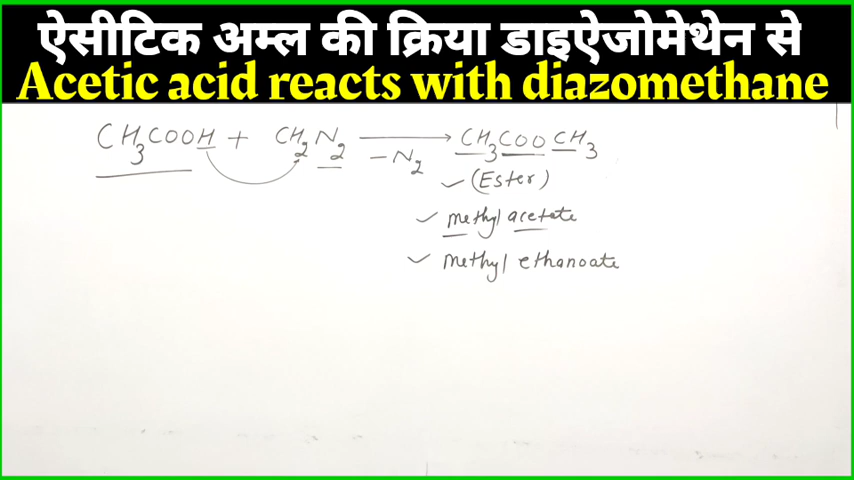 ऐसीटिक अम्ल की क्रिया डाइऐजोमेथेन से
Acetic acid reacts with diazomethane
CH₃COOH + CH₂N₂ ⟶ CH₃COOCH₃
−N₂
✓ (Ester)
✓ methyl acetate
✓ methyl ethanoate